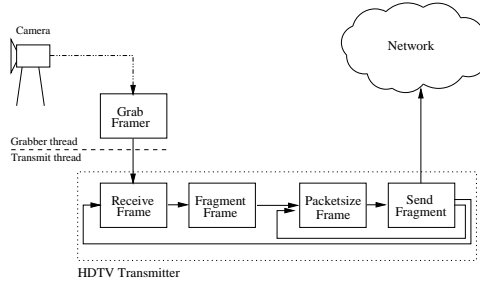 Camera
Network
Grab
Framer
Grabber thread
Transmit thread
Receive
Frame
Fragment
Frame
Packetsize
Frame
Send
Fragment
HDTV Transmitter